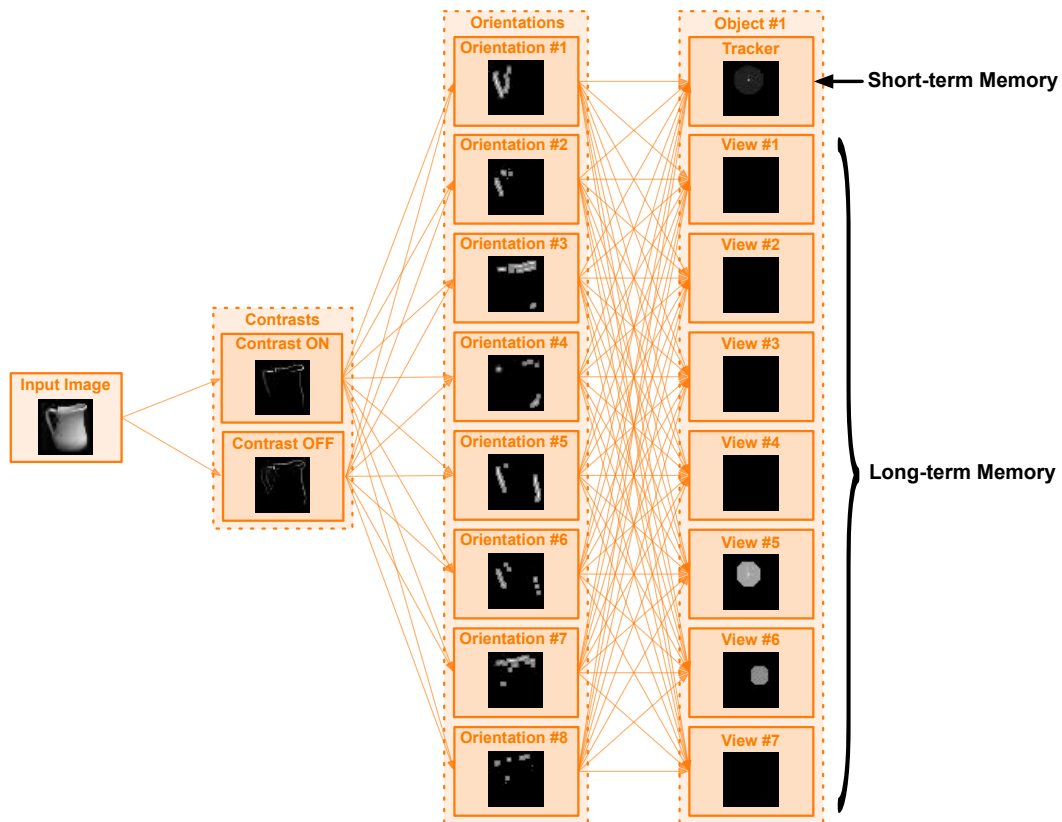 Input Image
Contrasts
Contrast ON
Contrast OFF
Orientations
Orientation #1
Orientation #2
Orientation #3
Orientation #4
Orientation #5
Orientation #6
Orientation #7
Orientation #8
Object #1
Tracker
View #1
View #2
View #3
View #4
View #5
View #6
View #7
Short-term Memory
Long-term Memory